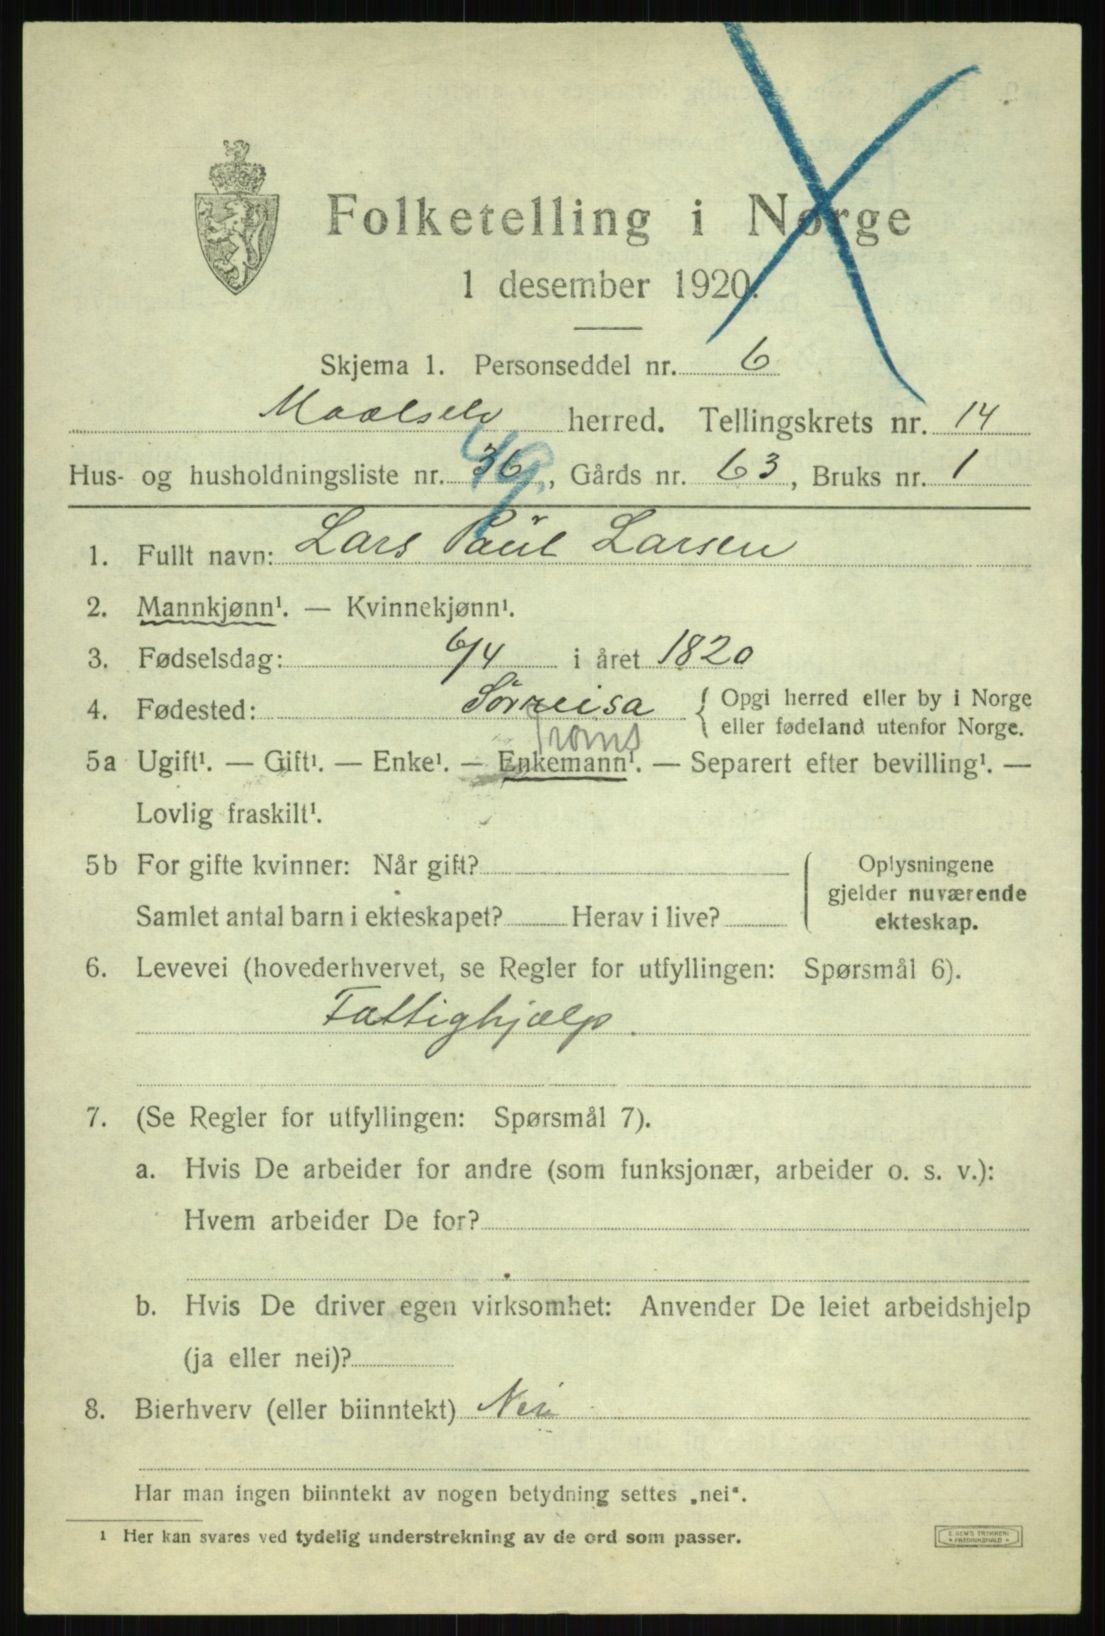 Folketelling i Norge
1 desember 1920.
Skjema 1. Personseddel nr. 6
Maalselv herred. Tellingskrets nr. 14
Hus- og husholdningsliste nr. 36 49, Gårds nr. 63, Bruks nr. 1
1. Fullt navn: Lars Paul Larsen
2. Mannkjønn¹. — Kvinnekjønn¹.
3. Fødselsdag: 6/4 i året 1820
4. Fødested: Sørreisa { Opgi herred eller by i Norge
eller fødeland utenfor Norge.
Troms
5a Ugift¹. — Gift¹. — Enke¹. — Enkemann¹. — Separert efter bevilling¹. —
Lovlig fraskilt¹.
5b For gifte kvinner: Når gift?
Samlet antal barn i ekteskapet? Herav i live?
Oplysningene
gjelder nuværende
ekteskap.
6. Levevei (hovederhvervet, se Regler for utfyllingen: Spørsmål 6).
Fattighjælp.
7. (Se Regler for utfyllingen: Spørsmål 7).
a. Hvis De arbeider for andre (som funksjonær, arbeider o. s. v.):
Hvem arbeider De for?
b. Hvis De driver egen virksomhet: Anvender De leiet arbeidshjelp
(ja eller nei)?
8. Bierhverv (eller biinntekt) Nei
Har man ingen biinntekt av nogen betydning settes „nei“.
¹ Her kan svares ved tydelig understrekning av de ord som passer.